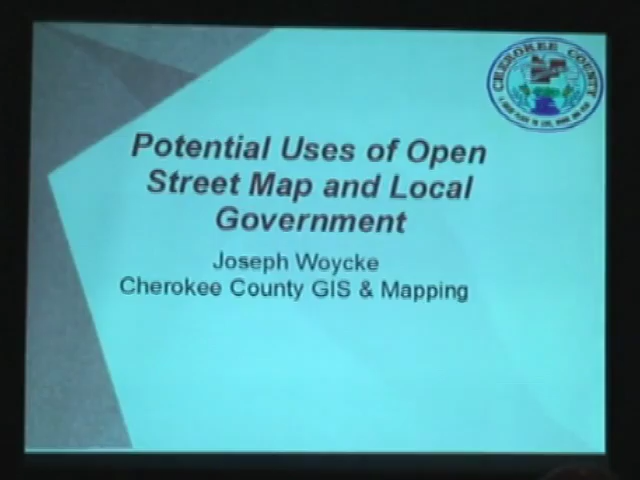 CHEROKEE COUNTY
Potential Uses of Open
Street Map and Local
Government
Joseph Woycke
Cherokee County GIS & Mapping